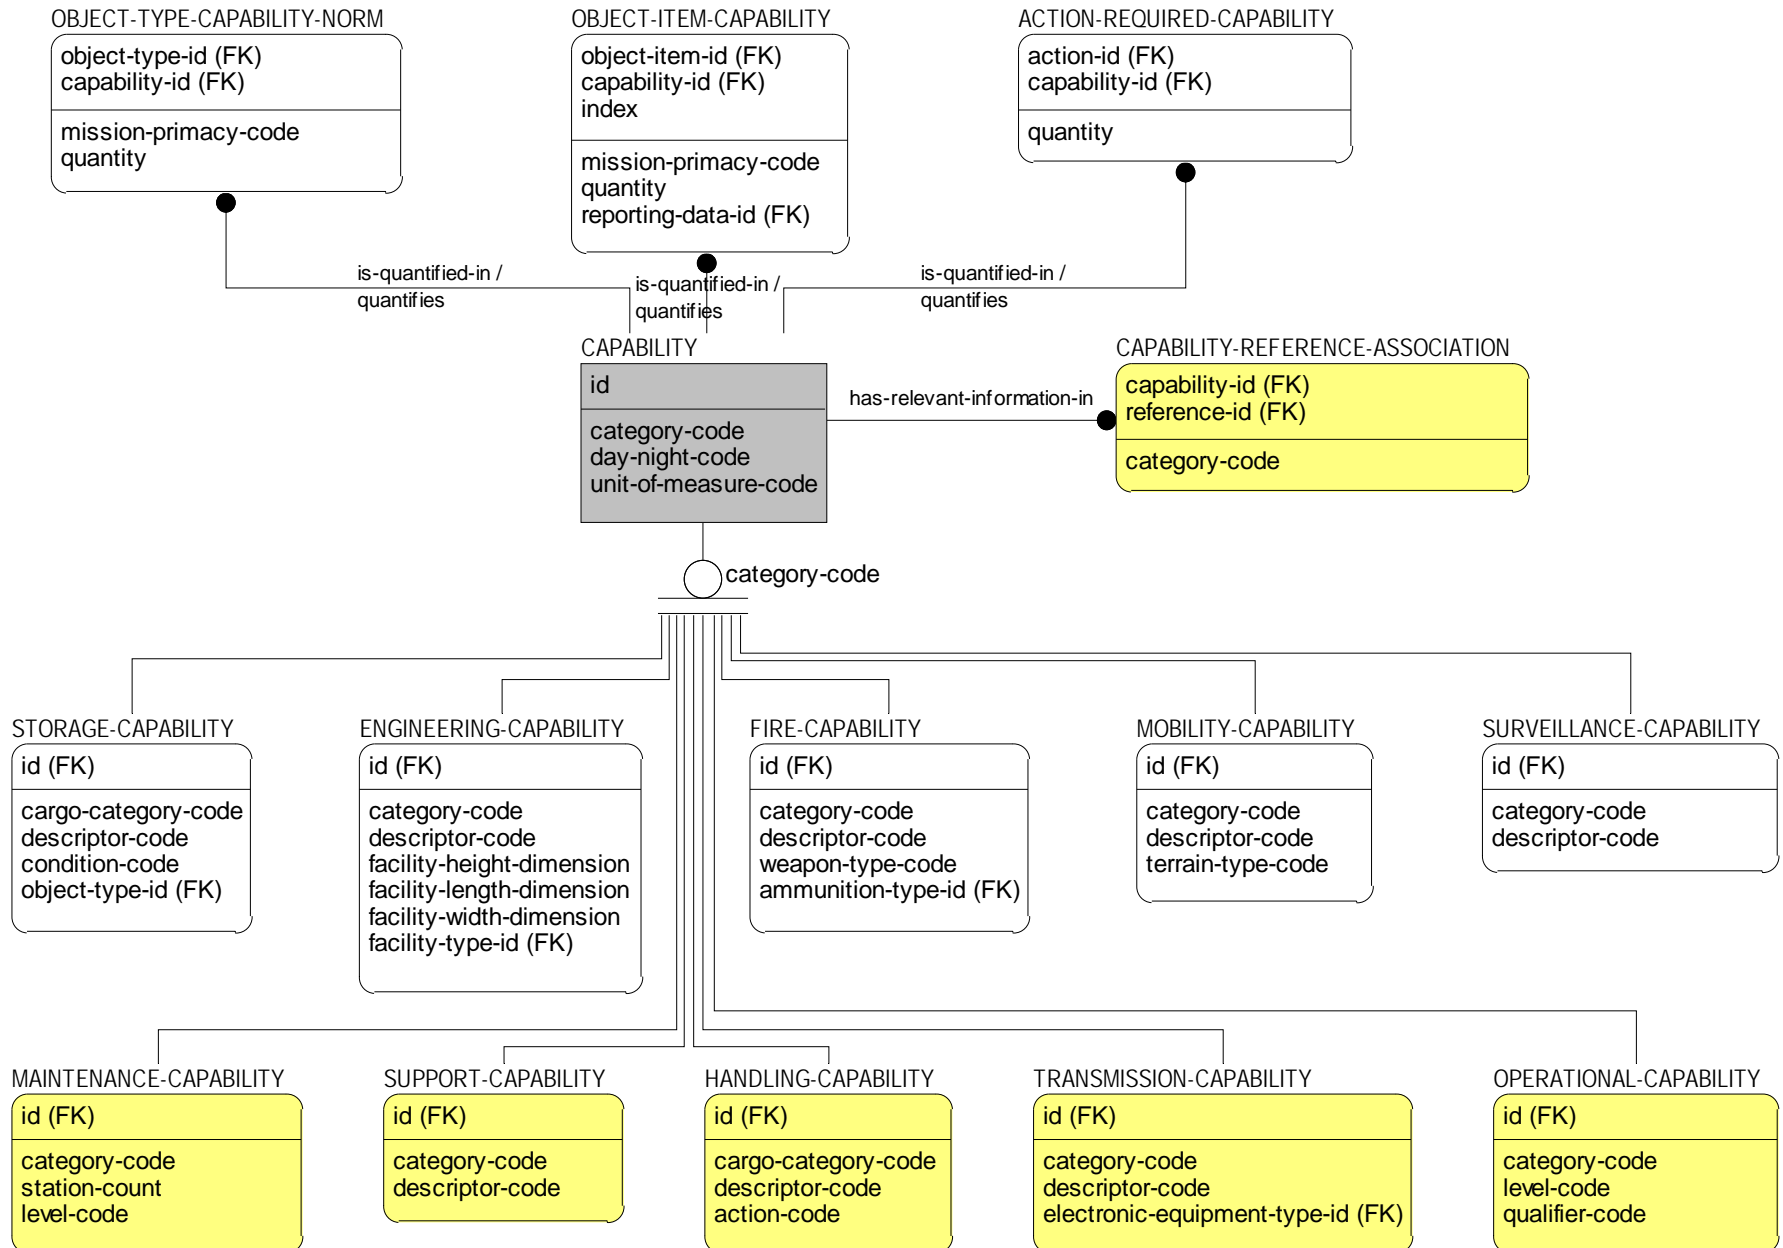 OBJECT-TYPE-CAPABILITY-NORM
object-type-id (FK)
capability-id (FK)
mission-primacy-code
quantity
OBJECT-ITEM-CAPABILITY
object-item-id (FK)
capability-id (FK)
index
mission-primacy-code
quantity
reporting-data-id (FK)
ACTION-REQUIRED-CAPABILITY
action-id (FK)
capability-id (FK)
quantity
is-quantified-in /
quantifies
is-quantified-in /
quantifies
is-quantified-in /
quantifies
CAPABILITY
id
category-code
day-night-code
unit-of-measure-code
has-relevant-information-in
CAPABILITY-REFERENCE-ASSOCIATION
capability-id (FK)
reference-id (FK)
category-code
category-code
STORAGE-CAPABILITY
id (FK)
cargo-category-code
descriptor-code
condition-code
object-type-id (FK)
ENGINEERING-CAPABILITY
id (FK)
category-code
descriptor-code
facility-height-dimension
facility-length-dimension
facility-width-dimension
facility-type-id (FK)
FIRE-CAPABILITY
id (FK)
category-code
descriptor-code
weapon-type-code
ammunition-type-id (FK)
MOBILITY-CAPABILITY
id (FK)
category-code
descriptor-code
terrain-type-code
SURVEILLANCE-CAPABILITY
id (FK)
category-code
descriptor-code
MAINTENANCE-CAPABILITY
id (FK)
category-code
station-count
level-code
SUPPORT-CAPABILITY
id (FK)
category-code
descriptor-code
HANDLING-CAPABILITY
id (FK)
cargo-category-code
descriptor-code
action-code
TRANSMISSION-CAPABILITY
id (FK)
category-code
descriptor-code
electronic-equipment-type-id (FK)
OPERATIONAL-CAPABILITY
id (FK)
category-code
level-code
qualifier-code